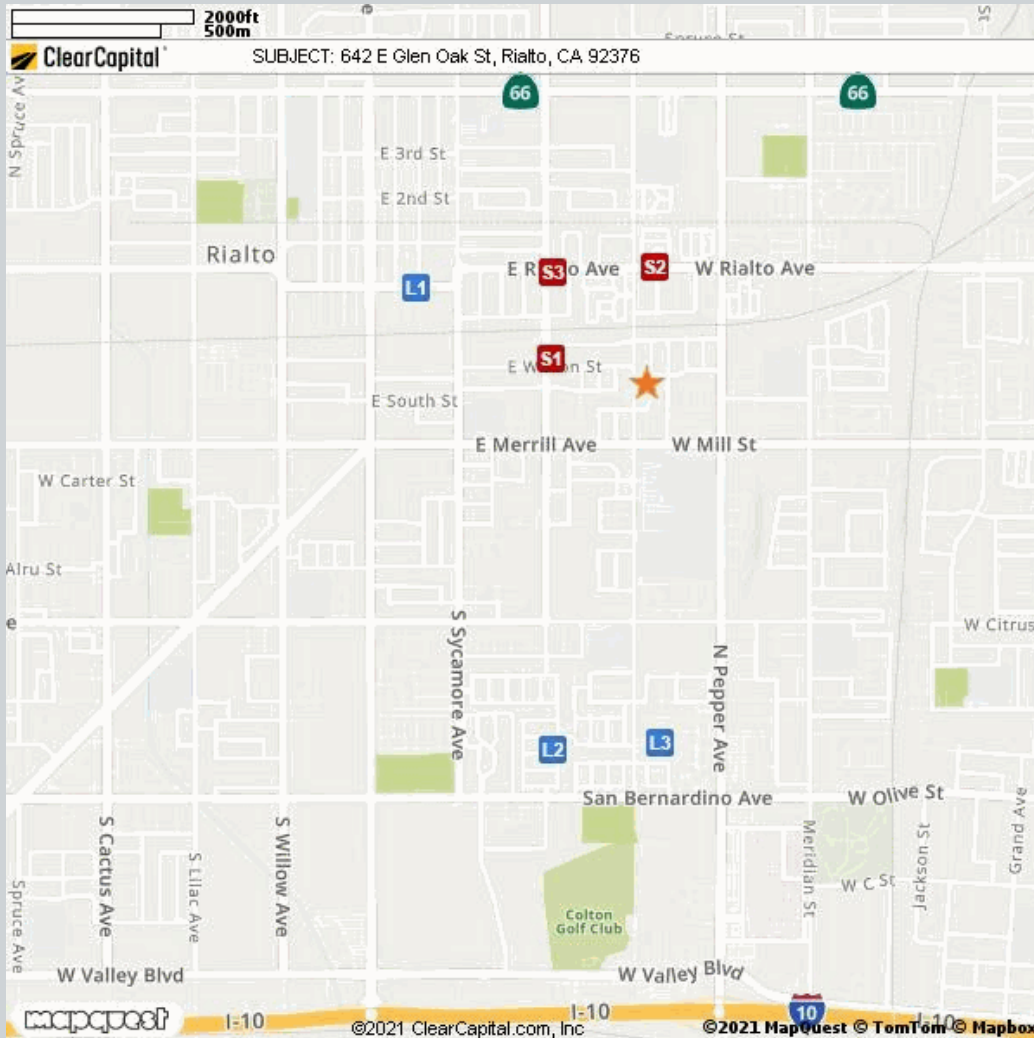 2000ft
500m
ClearCapital
SUBJECT: 642 E Glen Oak St, Rialto, CA 92376
66
66
N Spruce Av
E 3rd St
E 2nd St
Rialto
S3
S2
W Rialto Ave
L1
S1
E South St
E Merrill Ave
W Mill St
W Carter St
Alru St
S Sycamore Ave
W Citrus
N Pepper Ave
L2
L3
San Bernardino Ave
W Olive St
S Cactus Ave
S Lilac Ave
S Willow Ave
Meridian St
Jackson St
Grand Ave
W C St
Spruce Ave
Colton
Golf Club
W Valley Blvd
W Valley Blvd
mapquest
I-10
I-10
10
I-10
©2021 ClearCapital.com, Inc
©2021 MapQuest © TomTom © Mapbox